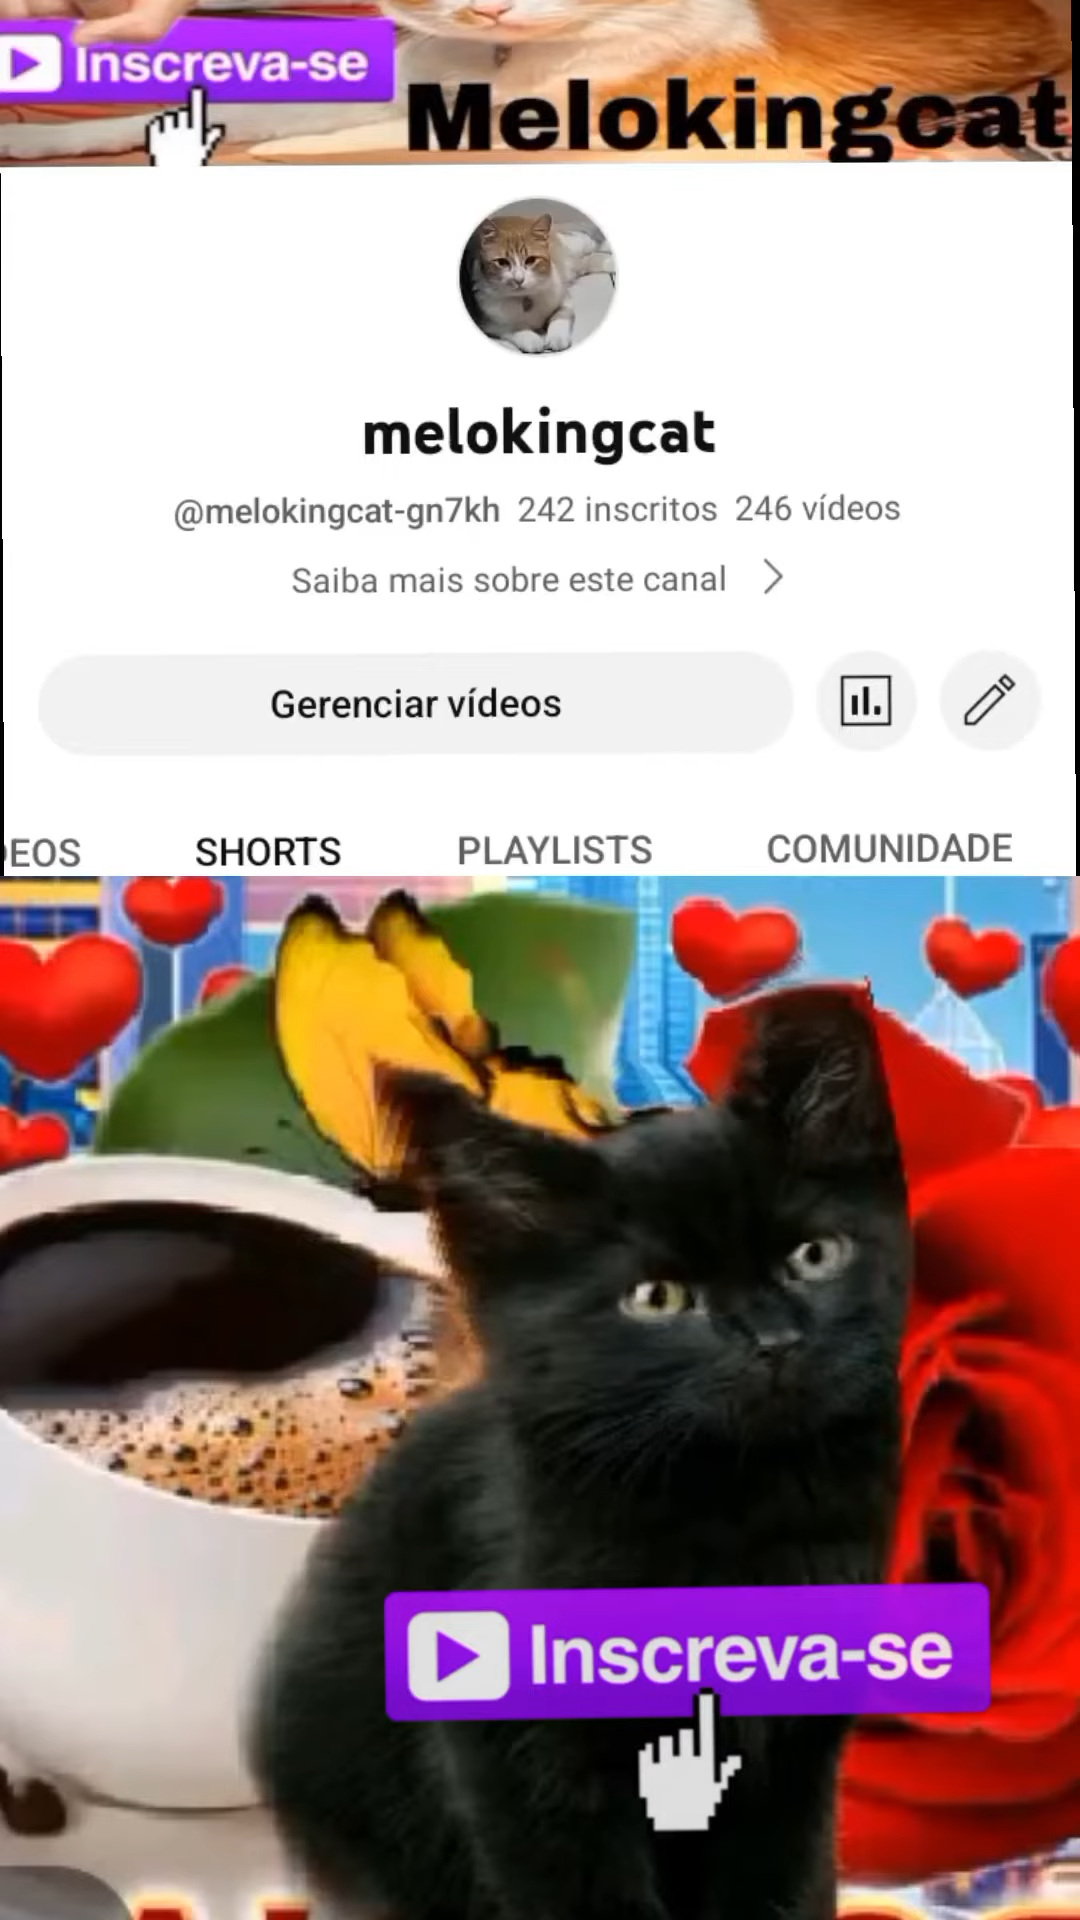 Inscreva-se
Melokingcat
melokingcat
@melokingcat-gn7kh 242 inscritos 246 vídeos
Saiba mais sobre este canal
Gerenciar vídeos
DEOS SHORTS PLAYLISTS COMUNIDADE
Inscreva-se